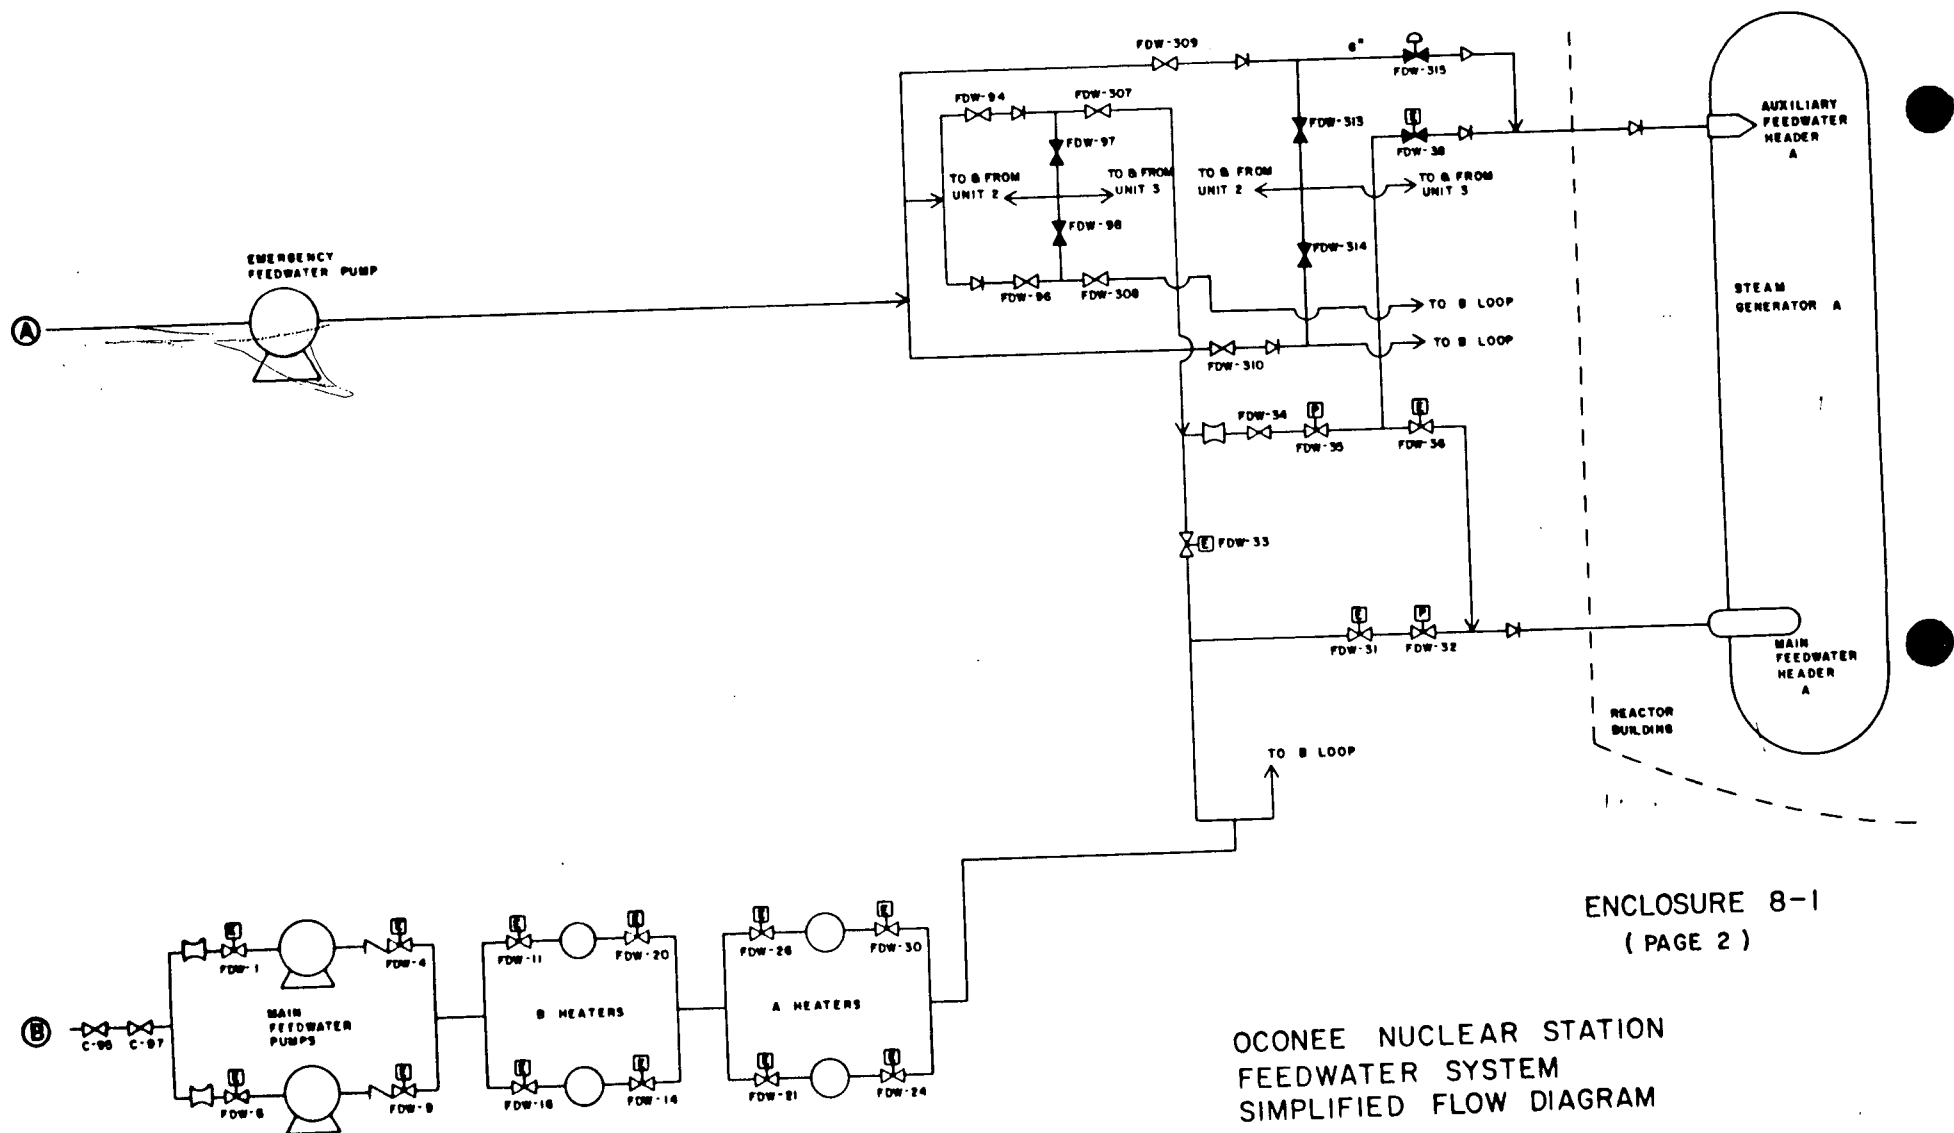 FDW-309
6"
FDW-315
FDW-94
FDW-307
FDW-313
E
FDW-38
FDW-97
TO & FROM
UNIT 2
TO & FROM
UNIT 3
TO & FROM
UNIT 2
TO & FROM
UNIT 3
FDW-98
FDW-314
FDW-96
FDW-308
AUXILIARY
FEEDWATER
HEADER
A
EMERGENCY
FEEDWATER PUMP
A
TO B LOOP
TO B LOOP
FDW-310
STEAM
GENERATOR A
FDW-34
P
FDW-35
E
FDW-36
E FDW-33
E
FDW-31
P
FDW-32
MAIN
FEEDWATER
HEADER
A
REACTOR
BUILDING
TO B LOOP
ENCLOSURE 8-1
( PAGE 2 )
E
FDW-1
E
FDW-4
E
FDW-11
E
FDW-20
E
FDW-26
E
FDW-30
B
C-97
MAIN
FEEDWATER
PUMPS
B HEATERS
A HEATERS
E
FDW-6
E
FDW-9
E
FDW-16
E
FDW-14
E
FDW-21
E
FDW-24
OCONEE NUCLEAR STATION
FEEDWATER SYSTEM
SIMPLIFIED FLOW DIAGRAM